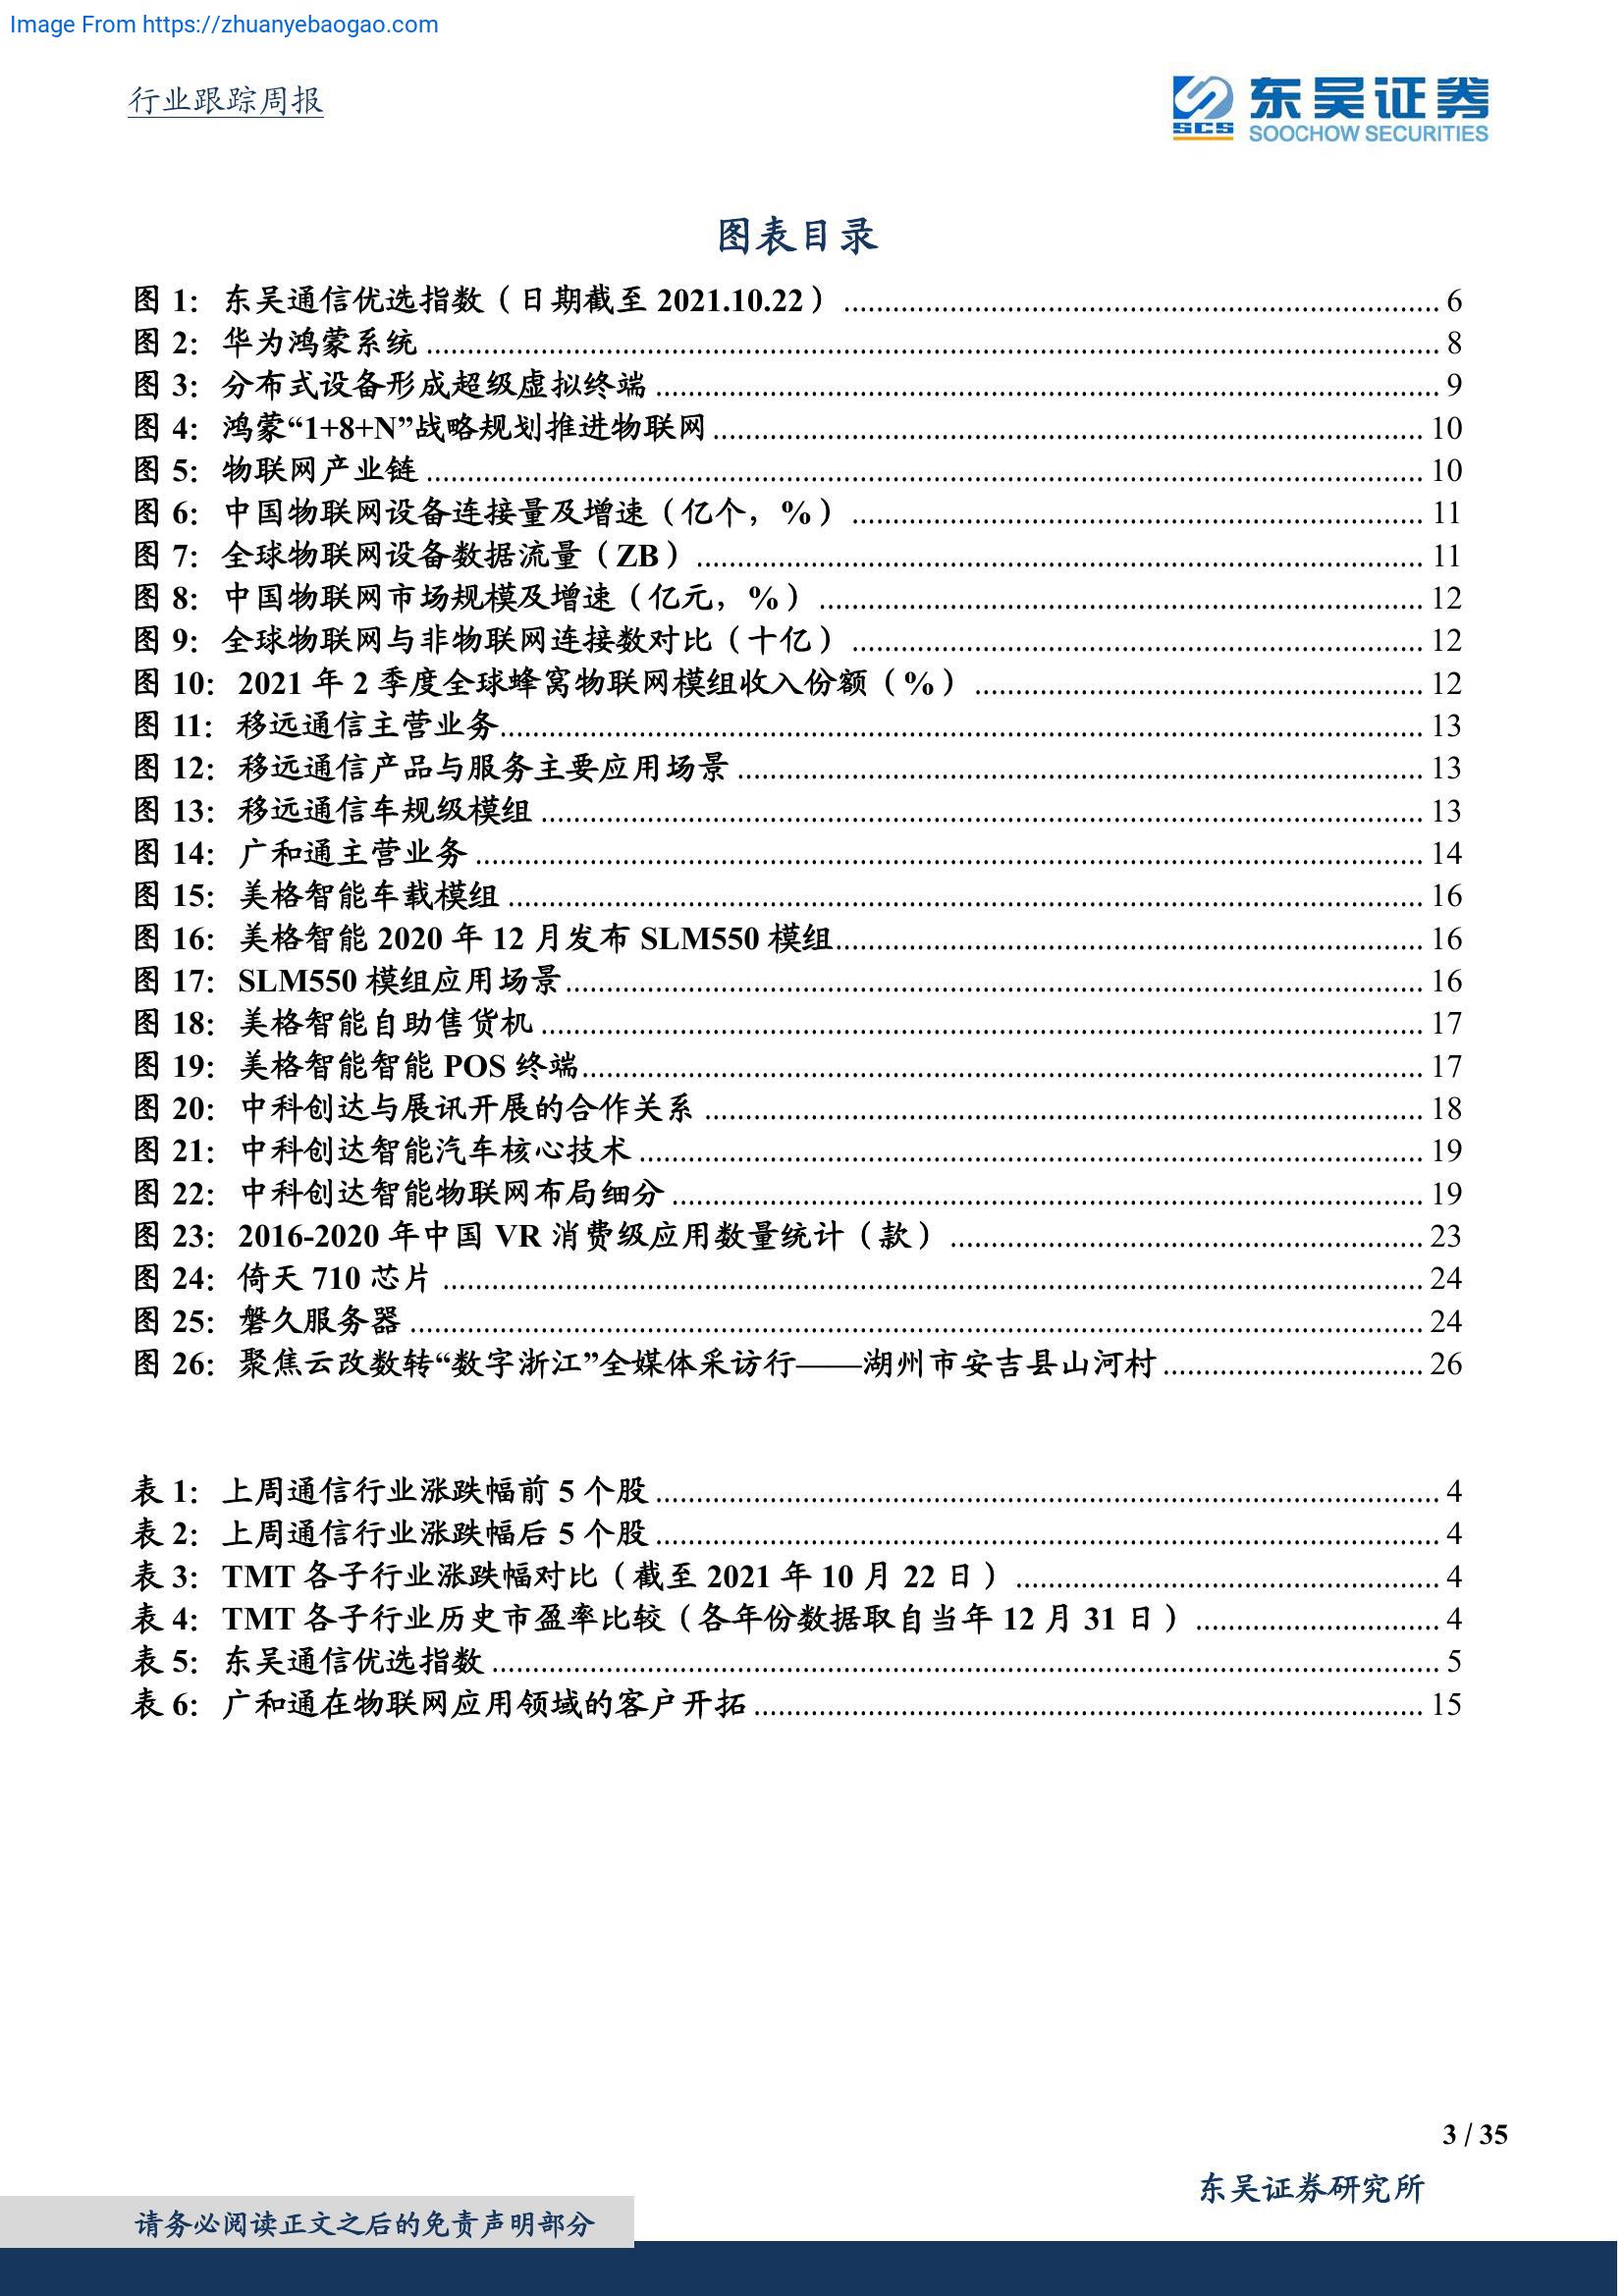 Image From https://zhuanyebaogao.com
行业跟踪周报
SCS
东吴证券
SOOCHOW SECURITIES
图表目录
图 1：东吴通信优选指数（日期截至 2021.10.22）...... 6
图 2：华为鸿蒙系统...... 8
图 3：分布式设备形成超级虚拟终端...... 9
图 4：鸿蒙“1+8+N”战略规划推进物联网...... 10
图 5：物联网产业链...... 10
图 6：中国物联网设备连接量及增速（亿个，%）...... 11
图 7：全球物联网设备数据流量（ZB）...... 11
图 8：中国物联网市场规模及增速（亿元，%）...... 12
图 9：全球物联网与非物联网连接数对比（十亿）...... 12
图 10：2021 年 2 季度全球蜂窝物联网模组收入份额（%）...... 12
图 11：移远通信主营业务...... 13
图 12：移远通信产品与服务主要应用场景...... 13
图 13：移远通信车规级模组...... 13
图 14：广和通主营业务...... 14
图 15：美格智能车载模组...... 16
图 16：美格智能 2020 年 12 月发布 SLM550 模组...... 16
图 17：SLM550 模组应用场景...... 16
图 18：美格智能自助售货机...... 17
图 19：美格智能智能 POS 终端...... 17
图 20：中科创达与展讯开展的合作关系...... 18
图 21：中科创达智能汽车核心技术...... 19
图 22：中科创达智能物联网布局细分...... 19
图 23：2016-2020 年中国 VR 消费级应用数量统计（款）...... 23
图 24：倚天 710 芯片...... 24
图 25：磐久服务器...... 24
图 26：聚焦云改数转“数字浙江”全媒体采访行——湖州市安吉县山河村...... 26
表 1：上周通信行业涨跌幅前 5 个股...... 4
表 2：上周通信行业涨跌幅后 5 个股...... 4
表 3：TMT 各子行业涨跌幅对比（截至 2021 年 10 月 22 日）...... 4
表 4：TMT 各子行业历史市盈率比较（各年份数据取自当年 12 月 31 日）...... 4
表 5：东吴通信优选指数...... 5
表 6：广和通在物联网应用领域的客户开拓...... 15
3 / 35
东吴证券研究所
请务必阅读正文之后的免责声明部分